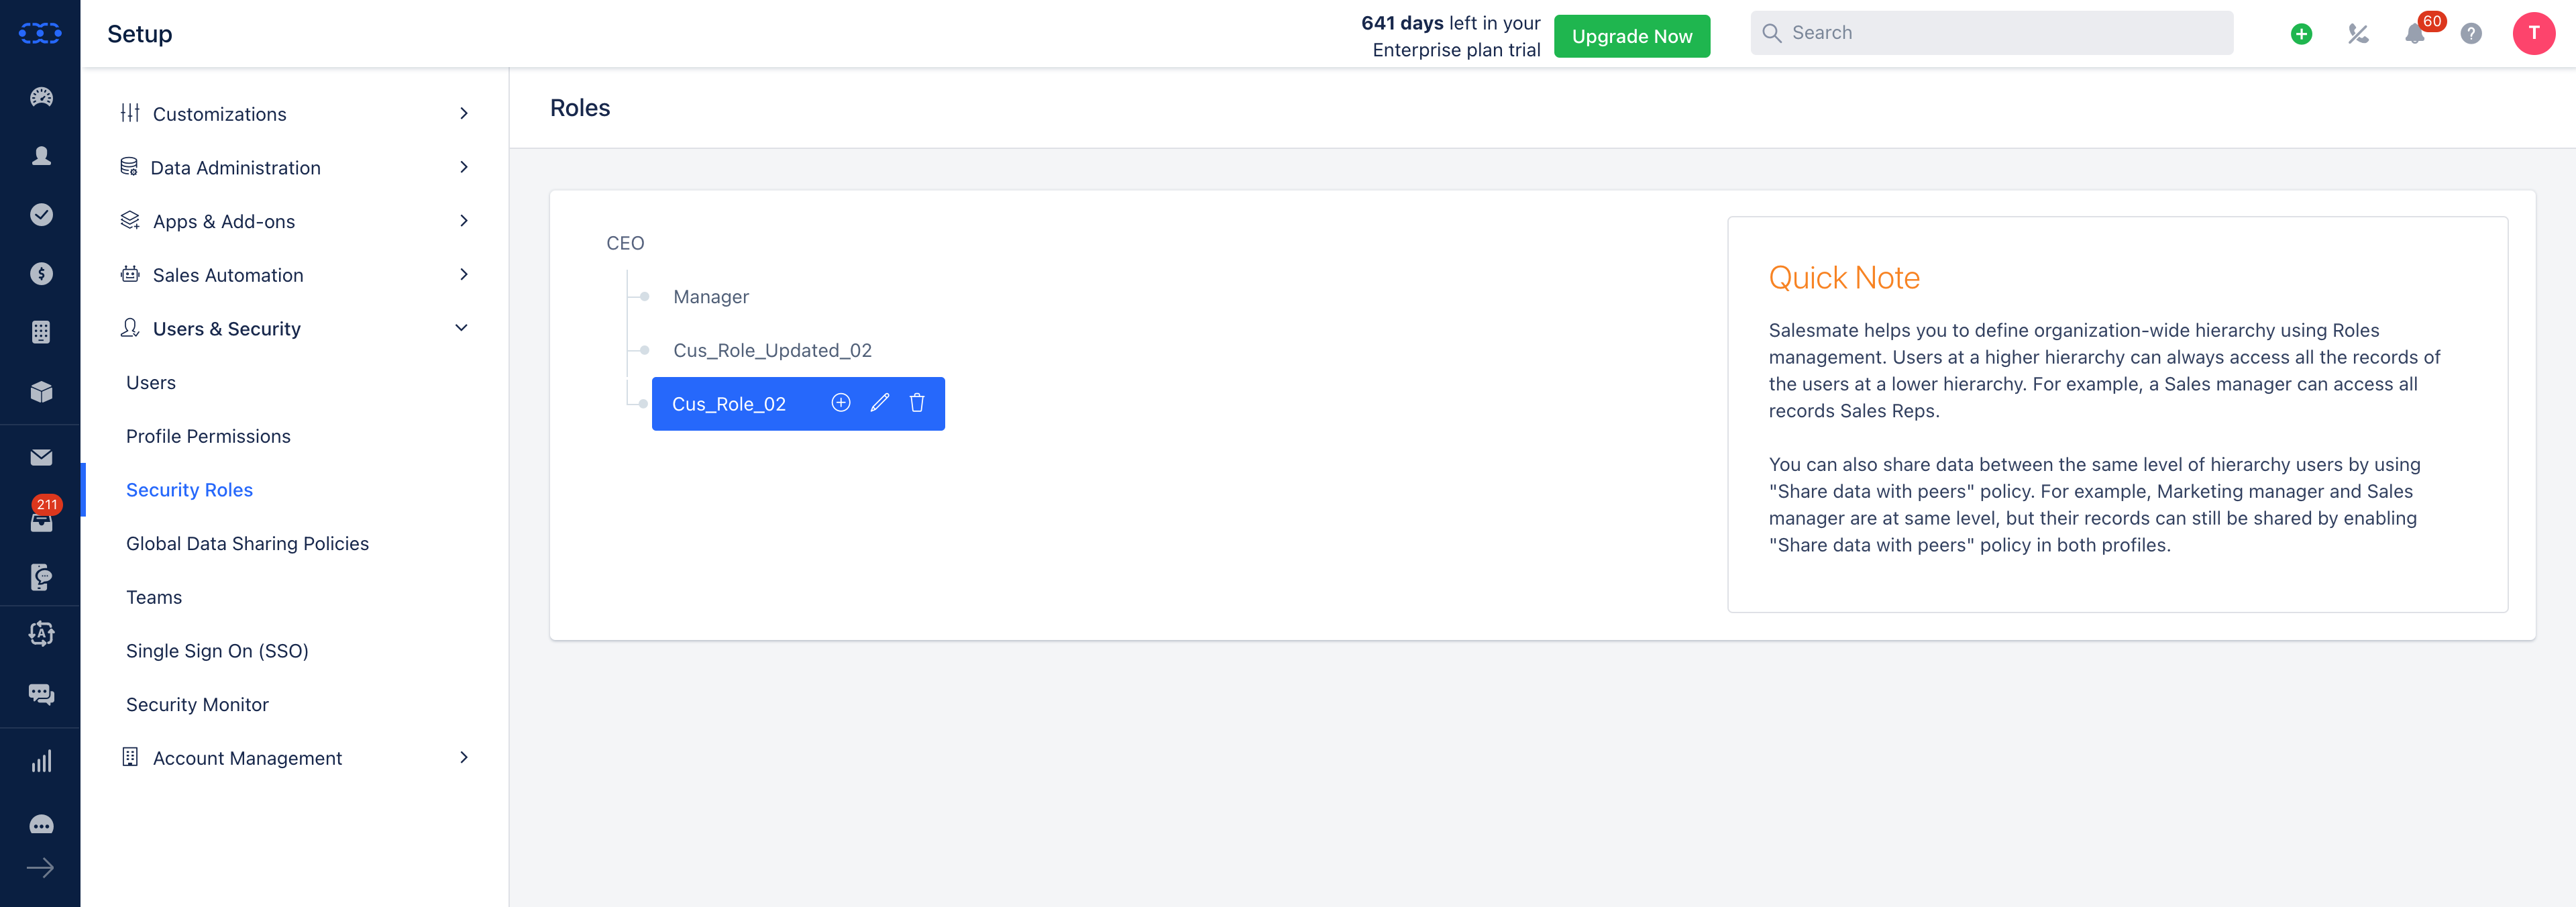 Setup
641 days left in your
Enterprise plan trial
Upgrade Now
Search
60
?
T
Customizations
Data Administration
Apps & Add-ons
Sales Automation
Users & Security
Users
Profile Permissions
Security Roles
Global Data Sharing Policies
Teams
Single Sign On (SSO)
Security Monitor
Account Management
211
Roles
CEO
Manager
Cus_Role_Updated_02
Cus_Role_02
Quick Note
Salesmate helps you to define organization-wide hierarchy using Roles
management. Users at a higher hierarchy can always access all the records of
the users at a lower hierarchy. For example, a Sales manager can access all
records Sales Reps.
You can also share data between the same level of hierarchy users by using
"Share data with peers" policy. For example, Marketing manager and Sales
manager are at same level, but their records can still be shared by enabling
"Share data with peers" policy in both profiles.